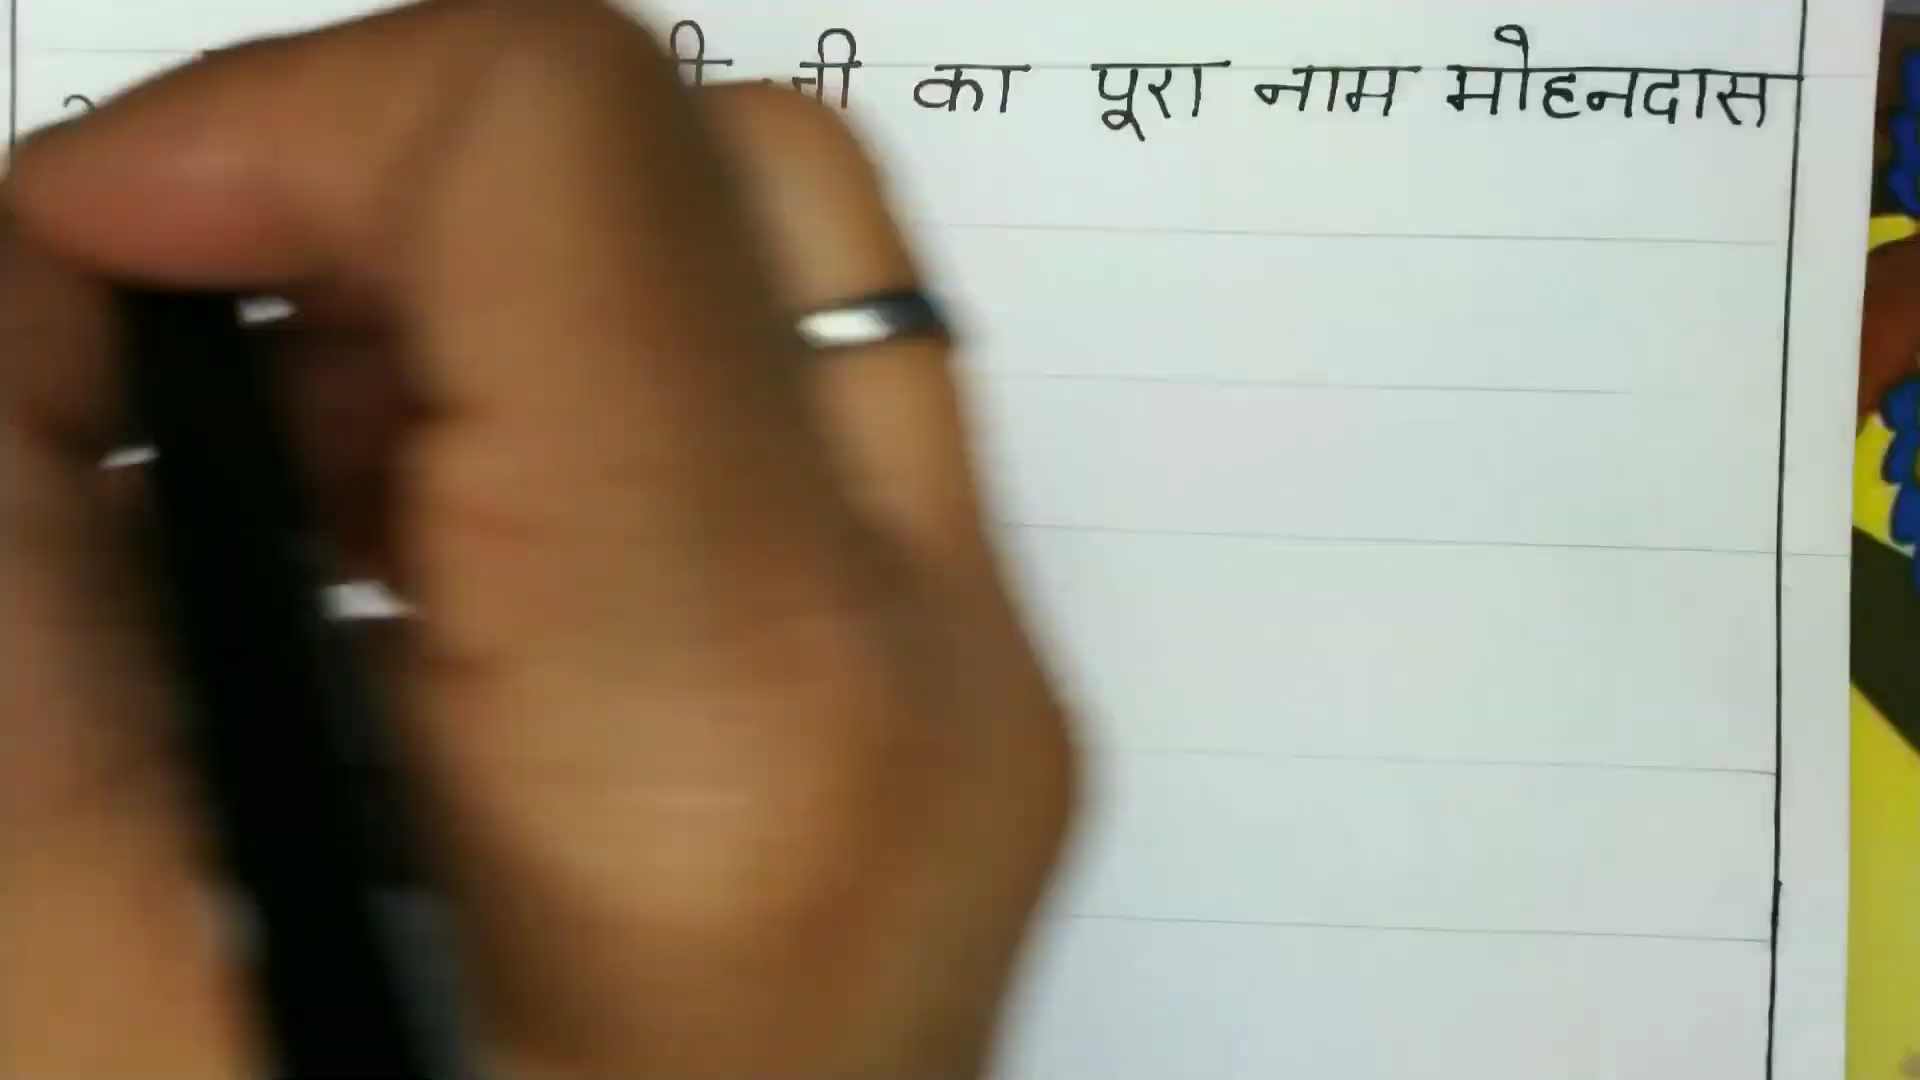 का पूरा नाम मोहनदास